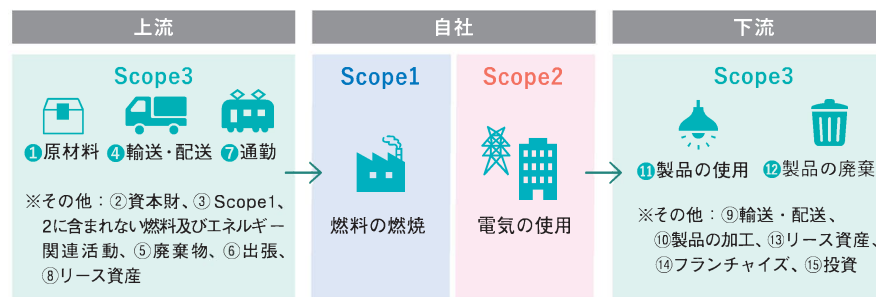 上流
Scope3
❶原材料 ❹輸送・配送 ❼通勤
※その他：②資本財、③Scope1、
2に含まれない燃料及びエネルギー
関連活動、⑤廃棄物、⑥出張、
⑧リース資産
自社
Scope1
燃料の燃焼
Scope2
電気の使用
下流
Scope3
⓫製品の使用 ⓬製品の廃棄
※その他：⑨輸送・配送、
⑩製品の加工、⑬リース資産、
⑭フランチャイズ、⑮投資